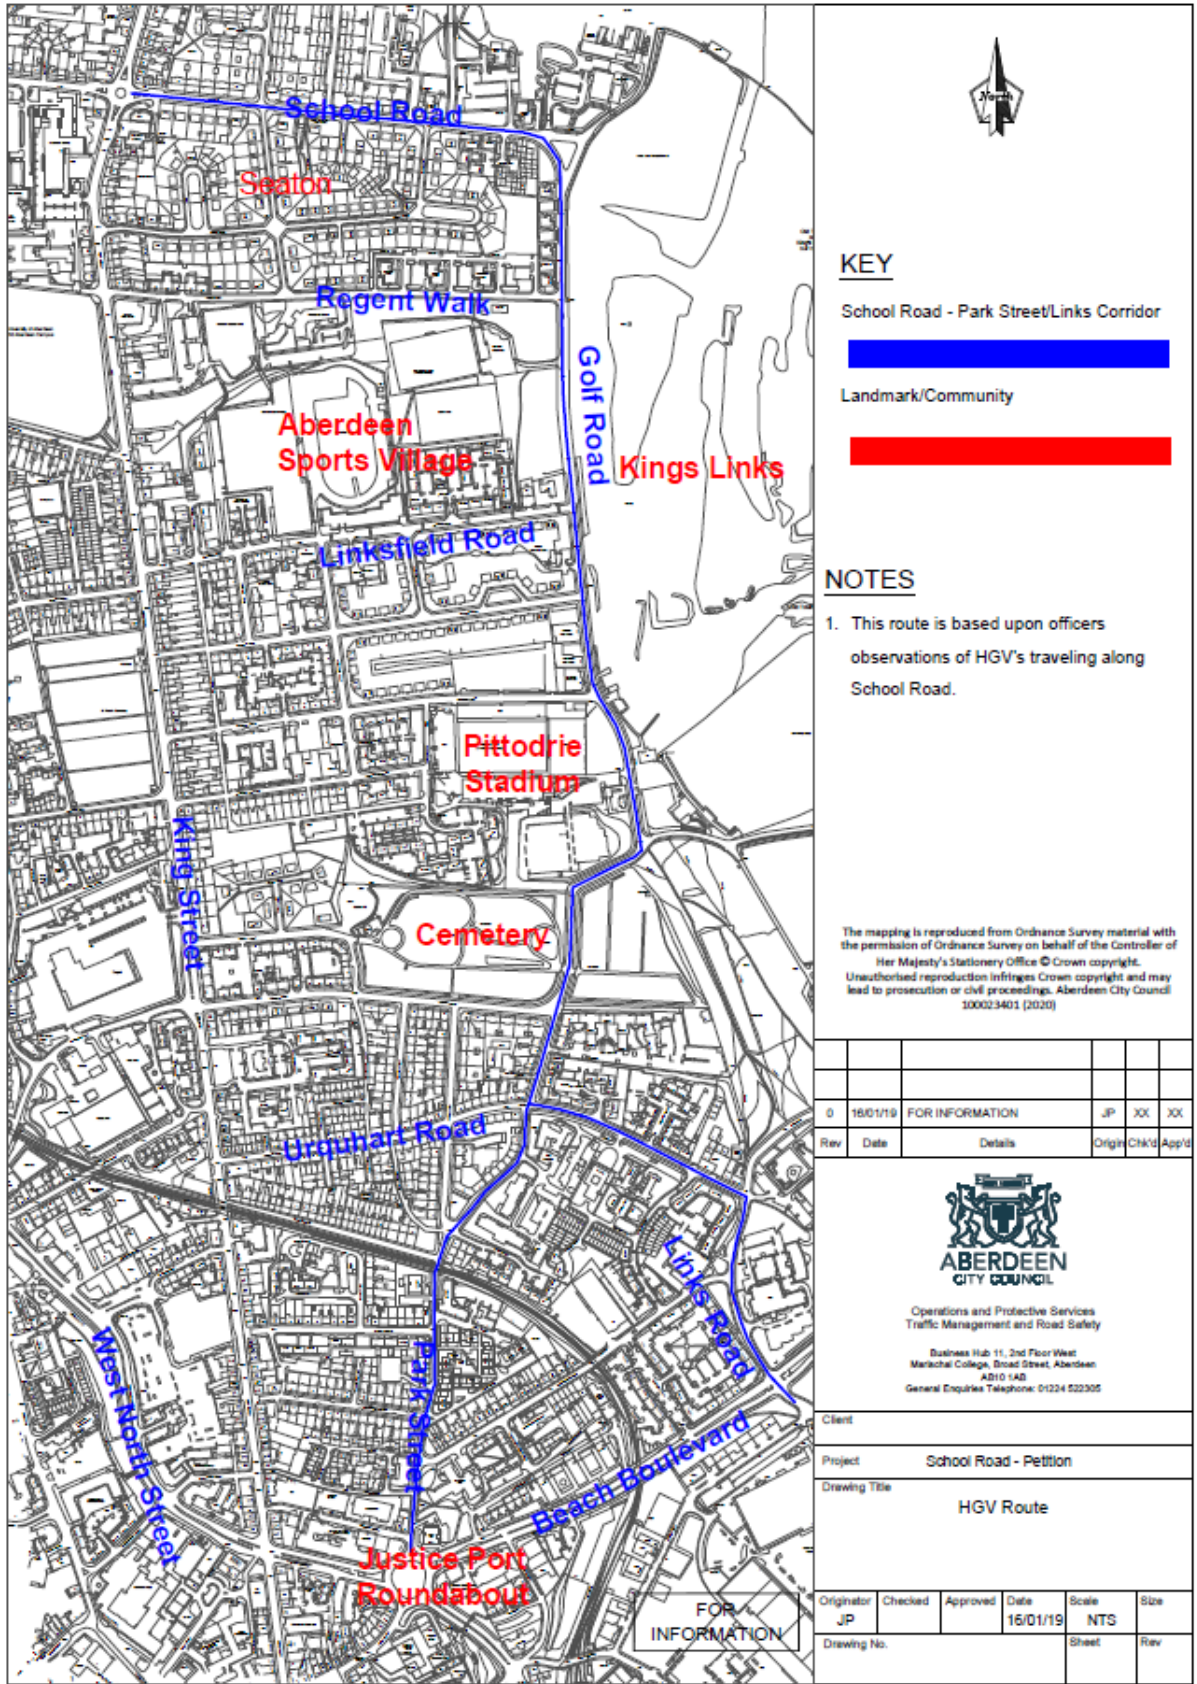 School Road
Seaton
Regent Walk
Golf Road
Aberdeen
Sports Village
Kings Links
Linksfield Road
Pittodrie
Stadium
King Street
Cemetery
Urquhart Road
Links Road
West North Street
Park Street
Beach Boulevard
Justice Port
Roundabout
FOR
INFORMATION
North
KEY
School Road - Park Street/Links Corridor
Landmark/Community
NOTES
1. This route is based upon officers
observations of HGV's traveling along
School Road.
The mapping is reproduced from Ordnance Survey material with
the permission of Ordnance Survey on behalf of the Controller of
Her Majesty's Stationery Office © Crown copyright.
Unauthorised reproduction infringes Crown copyright and may
lead to prosecution or civil proceedings. Aberdeen City Council
100023401 (2020)
0 16/01/19 FOR INFORMATION JP XX XX
Rev Date Details Origin Chk'd App'd
ABERDEEN
CITY COUNCIL
Operations and Protective Services
Traffic Management and Road Safety
Business Hub 11, 2nd Floor West
Marischal College, Broad Street, Aberdeen
AB10 1AB
General Enquiries Telephone: 01224 522305
Client
Project School Road - Petition
Drawing Title
HGV Route
Originator Checked Approved Date Scale Size
JP 16/01/19 NTS
Drawing No. Sheet Rev